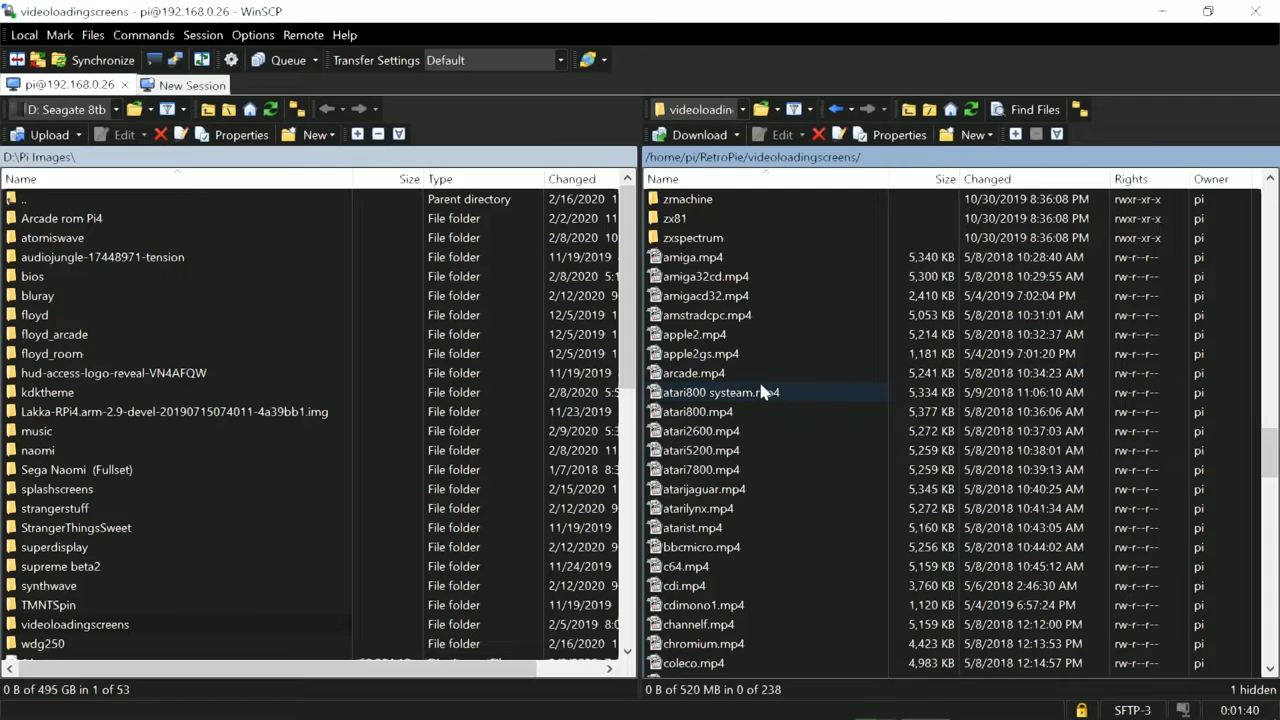 videoloadingscreens - pi@192.168.0.26 - WinSCP
Local Mark Files Commands Session Options Remote Help
Synchronize Queue Transfer Settings Default
pi@192.168.0.26 × New Session
D: Seagate 8tb videoloadin Find Files
Upload Edit Properties New Download Edit Properties New
D:\Pi Images\ /home/pi/RetroPie/videoloadingscreens/
Name Size Type Changed Name Size Changed Rights Owner
.. Parent directory 2/16/2020 1 zmachine 10/30/2019 8:36:08 PM rwxr-xr-x pi
Arcade rom Pi4 File folder 2/2/2020 11 zx81 10/30/2019 8:36:08 PM rwxr-xr-x pi
atomiswave File folder 2/8/2020 10 zxspectrum 10/30/2019 8:36:08 PM rwxr-xr-x pi
audiojungle-17448971-tension File folder 11/19/2019 amiga.mp4 5,340 KB 5/8/2018 10:28:40 AM rw-r--r-- pi
bios File folder 2/8/2020 5:1 amiga32cd.mp4 5,300 KB 5/8/2018 10:29:55 AM rw-r--r-- pi
bluray File folder 2/12/2020 9 amigacd32.mp4 2,410 KB 5/4/2019 7:02:04 PM rw-r--r-- pi
floyd File folder 12/5/2019 amstradcpc.mp4 5,053 KB 5/8/2018 10:31:01 AM rw-r--r-- pi
floyd_arcade File folder 12/5/2019 apple2.mp4 5,214 KB 5/8/2018 10:32:37 AM rw-r--r-- pi
floyd_room File folder 12/5/2019 apple2gs.mp4 1,181 KB 5/4/2019 7:01:20 PM rw-r--r-- pi
hud-access-logo-reveal-VN4AFQW File folder 11/19/2019 arcade.mp4 5,241 KB 5/8/2018 10:34:23 AM rw-r--r-- pi
kdktheme File folder 2/8/2020 5:5 atari800 systeam.mp4 5,334 KB 5/9/2018 11:06:10 AM rw-r--r-- pi
Lakka-RPi4.arm-2.9-devel-20190715074011-4a39bb1.img File folder 11/23/2019 atari800.mp4 5,377 KB 5/8/2018 10:36:06 AM rw-r--r-- pi
music File folder 2/9/2020 5:3 atari2600.mp4 5,272 KB 5/8/2018 10:37:03 AM rw-r--r-- pi
naomi File folder 2/8/2020 11 atari5200.mp4 5,259 KB 5/8/2018 10:38:01 AM rw-r--r-- pi
Sega Naomi (Fullset) File folder 1/7/2018 8:3 atari7800.mp4 5,259 KB 5/8/2018 10:39:13 AM rw-r--r-- pi
splashscreens File folder 2/15/2020 1 atarijaguar.mp4 5,345 KB 5/8/2018 10:40:25 AM rw-r--r-- pi
strangerstuff File folder 2/12/2020 9 atarilynx.mp4 5,272 KB 5/8/2018 10:41:34 AM rw-r--r-- pi
StrangerThingsSweet File folder 11/19/2019 atarist.mp4 5,160 KB 5/8/2018 10:43:05 AM rw-r--r-- pi
superdisplay File folder 2/12/2020 9 bbcmicro.mp4 5,256 KB 5/8/2018 10:44:02 AM rw-r--r-- pi
supreme beta2 File folder 11/24/2019 c64.mp4 5,159 KB 5/8/2018 10:45:12 AM rw-r--r-- pi
synthwave File folder 2/12/2020 9 cdi.mp4 3,760 KB 5/6/2018 2:46:30 AM rw-r--r-- pi
TMNTSpin File folder 11/19/2019 cdimono1.mp4 1,120 KB 5/4/2019 6:57:24 PM rw-r--r-- pi
videoloadingscreens File folder 2/5/2019 8:0 channelf.mp4 5,159 KB 5/8/2018 12:12:00 PM rw-r--r-- pi
wdg250 File folder 2/16/2020 1 chromium.mp4 4,423 KB 5/8/2018 12:13:53 PM rw-r--r-- pi
coleco.mp4 4,983 KB 5/8/2018 12:14:57 PM rw-r--r-- pi
0 B of 495 GB in 1 of 53 0 B of 520 MB in 0 of 238 1 hidden
SFTP-3 0:01:40